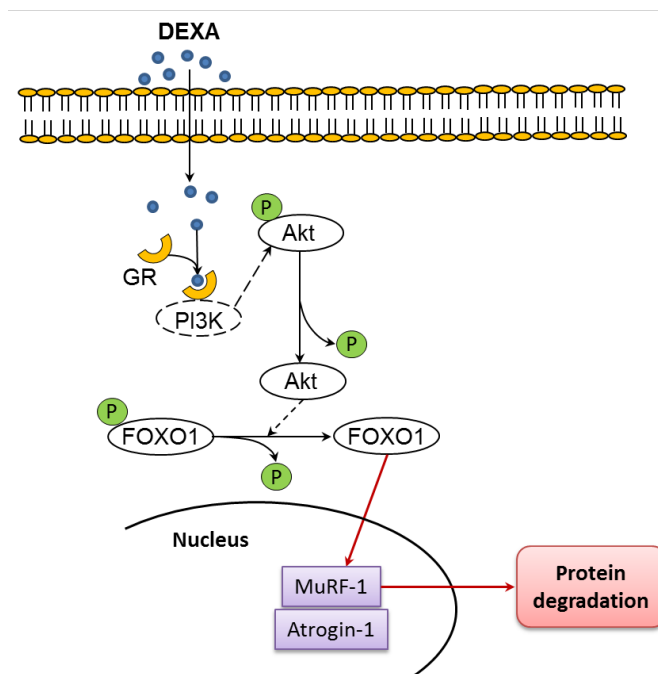 DEXA
P
Akt
GR
PI3K
P
Akt
P
FOXO1
FOXO1
P
Nucleus
MuRF-1
Atrogin-1
Protein
degradation